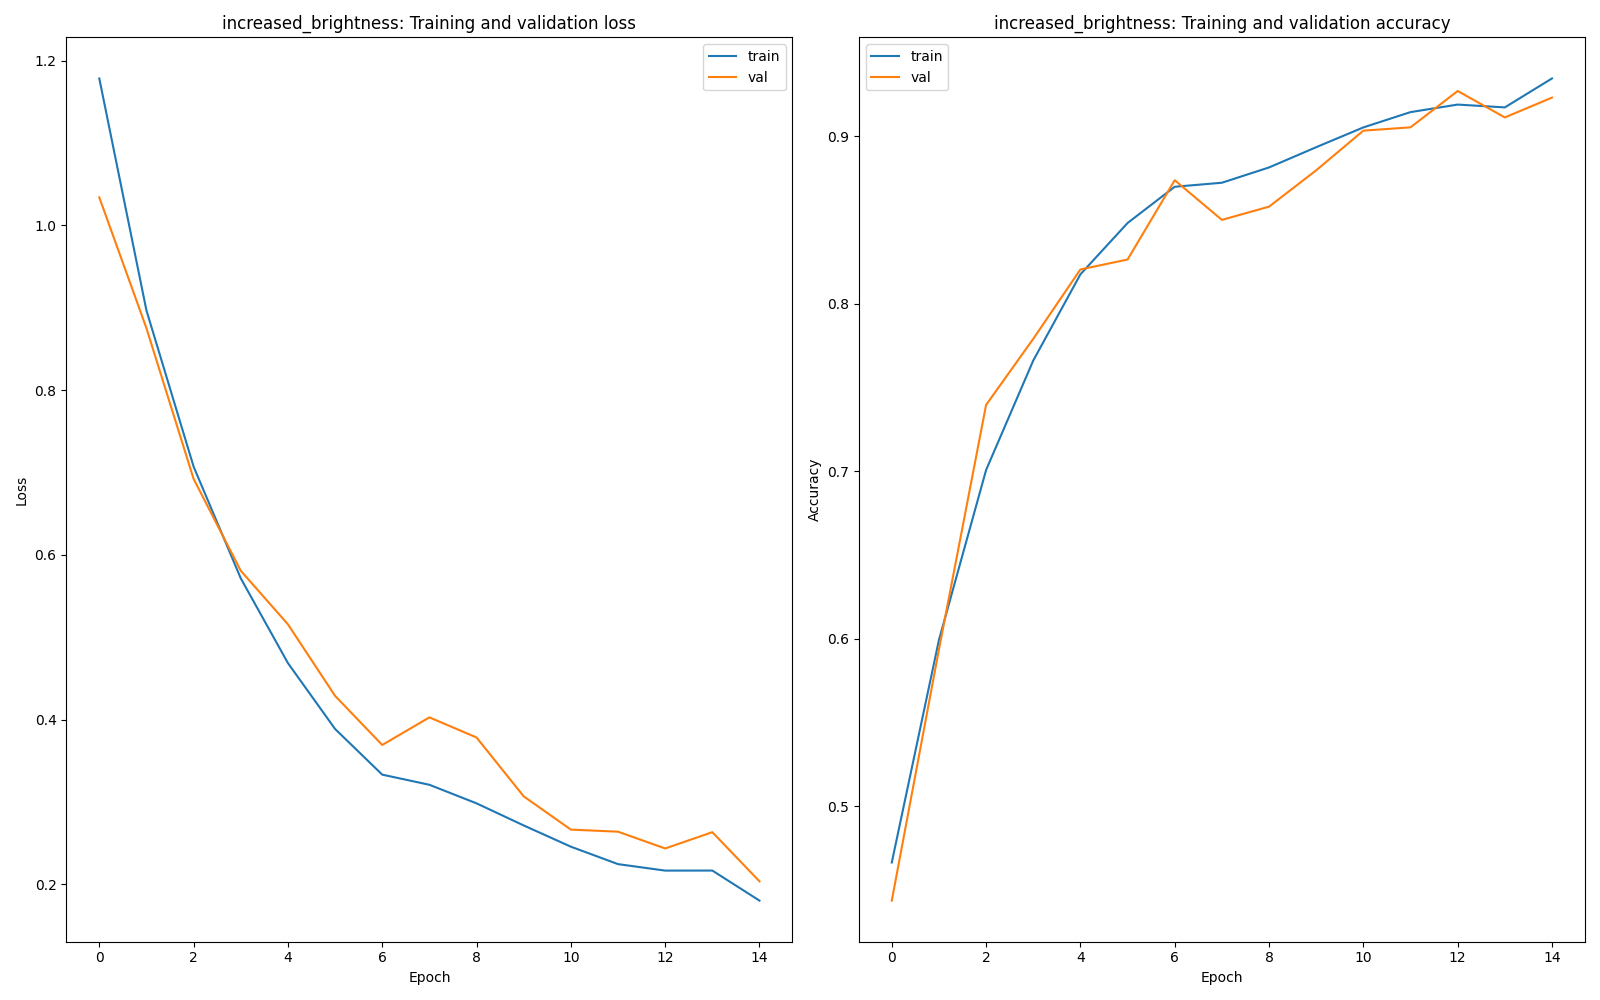 increased_brightness: Training and validation loss
train
val
1.2
1.0
0.8
0.6
0.4
0.2
Loss
0 2 4 6 8 10 12 14
Epoch
increased_brightness: Training and validation accuracy
train
val
0.9
0.8
0.7
0.6
0.5
Accuracy
0 2 4 6 8 10 12 14
Epoch